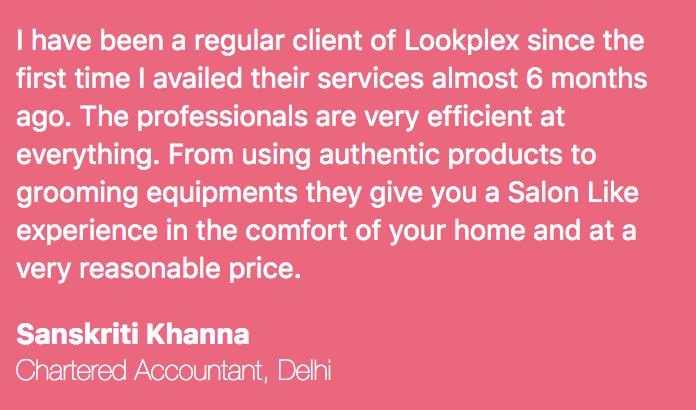 I have been a regular client of Lookplex since the
first time I availed their services almost 6 months
ago. The professionals are very efficient at
everything. From using authentic products to
grooming equipments they give you a Salon Like
experience in the comfort of your home and at a
very reasonable price.
Sanskriti Khanna
Chartered Accountant, Delhi